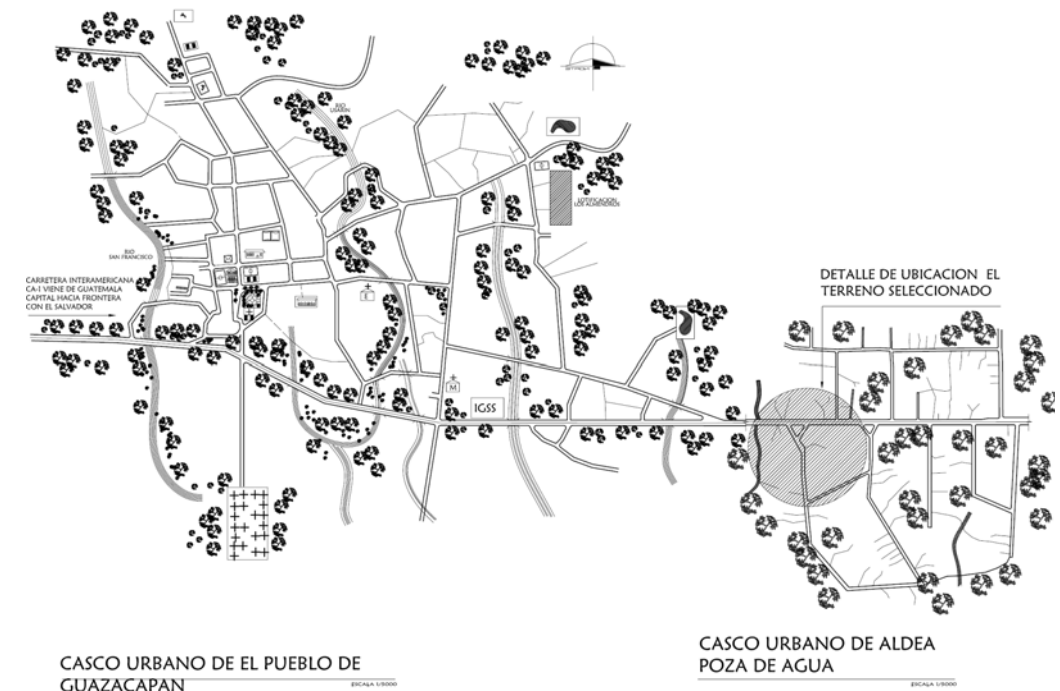 RIO
USARIN
LOTIFICACION
LOS ALMENDROS
RIO
SAN FRANCISCO
CARRETERA INTERAMERICANA
CA-1 VIENE DE GUATEMALA
CAPITAL HACIA FRONTERA
CON EL SALVADOR
DETALLE DE UBICACION EL
TERRENO SELECCIONADO
E
M
IGSS
CASCO URBANO DE EL PUEBLO DE
GUAZACAPAN
ESCALA 1/5000
CASCO URBANO DE ALDEA
POZA DE AGUA
ESCALA 1/5000